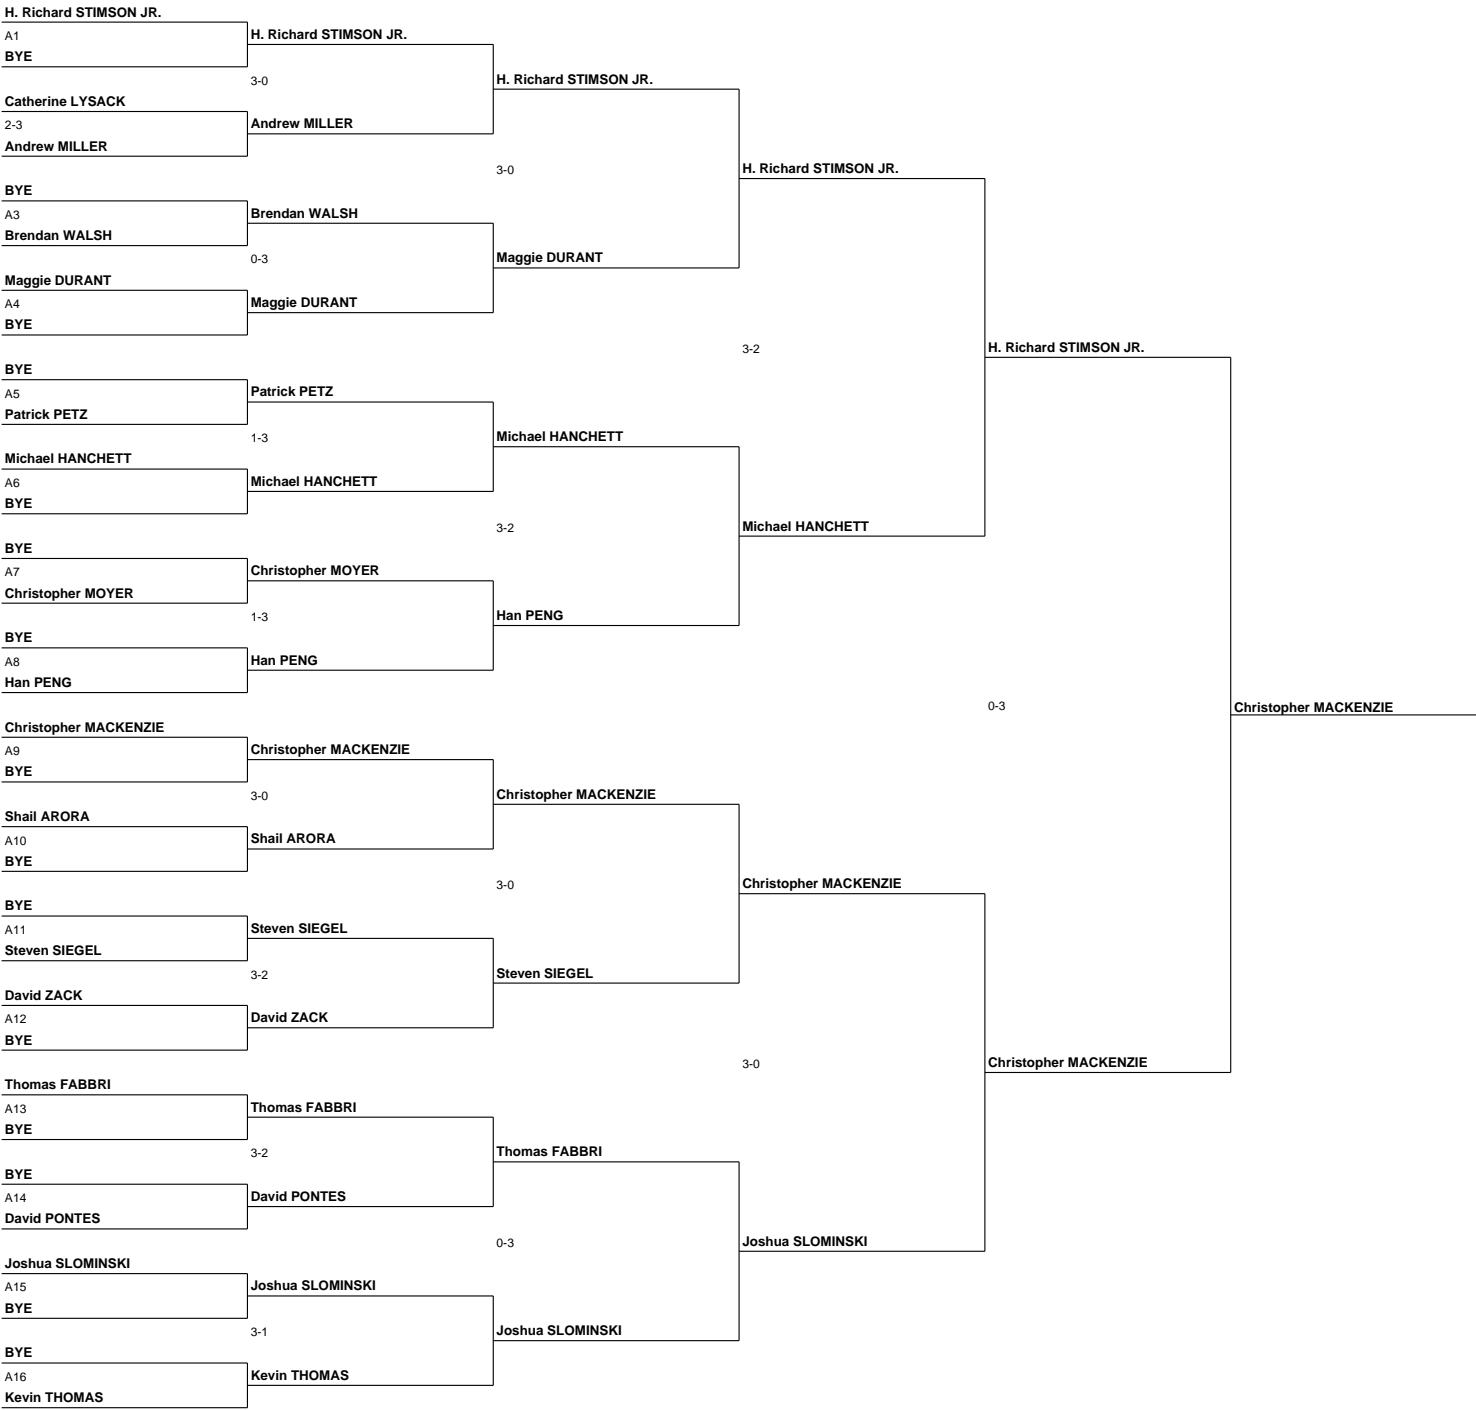 H. Richard STIMSON JR.
A1
BYE
Catherine LYSACK
2-3
Andrew MILLER
BYE
A3
Brendan WALSH
Maggie DURANT
A4
BYE
BYE
A5
Patrick PETZ
Michael HANCHETT
A6
BYE
BYE
A7
Christopher MOYER
BYE
A8
Han PENG
Christopher MACKENZIE
A9
BYE
Shail ARORA
A10
BYE
BYE
A11
Steven SIEGEL
David ZACK
A12
BYE
Thomas FABBRI
A13
BYE
BYE
A14
David PONTES
Joshua SLOMINSKI
A15
BYE
BYE
A16
Kevin THOMAS
H. Richard STIMSON JR.
3-0
Andrew MILLER
Brendan WALSH
0-3
Maggie DURANT
Patrick PETZ
1-3
Michael HANCHETT
Christopher MOYER
1-3
Han PENG
Christopher MACKENZIE
3-0
Shail ARORA
Steven SIEGEL
3-2
David ZACK
Thomas FABBRI
3-2
David PONTES
Joshua SLOMINSKI
3-1
Kevin THOMAS
H. Richard STIMSON JR.
3-0
Maggie DURANT
Michael HANCHETT
3-2
Han PENG
Christopher MACKENZIE
3-0
Steven SIEGEL
Thomas FABBRI
0-3
Joshua SLOMINSKI
H. Richard STIMSON JR.
3-2
Michael HANCHETT
Christopher MACKENZIE
3-0
Joshua SLOMINSKI
H. Richard STIMSON JR.
0-3
Christopher MACKENZIE
Christopher MACKENZIE